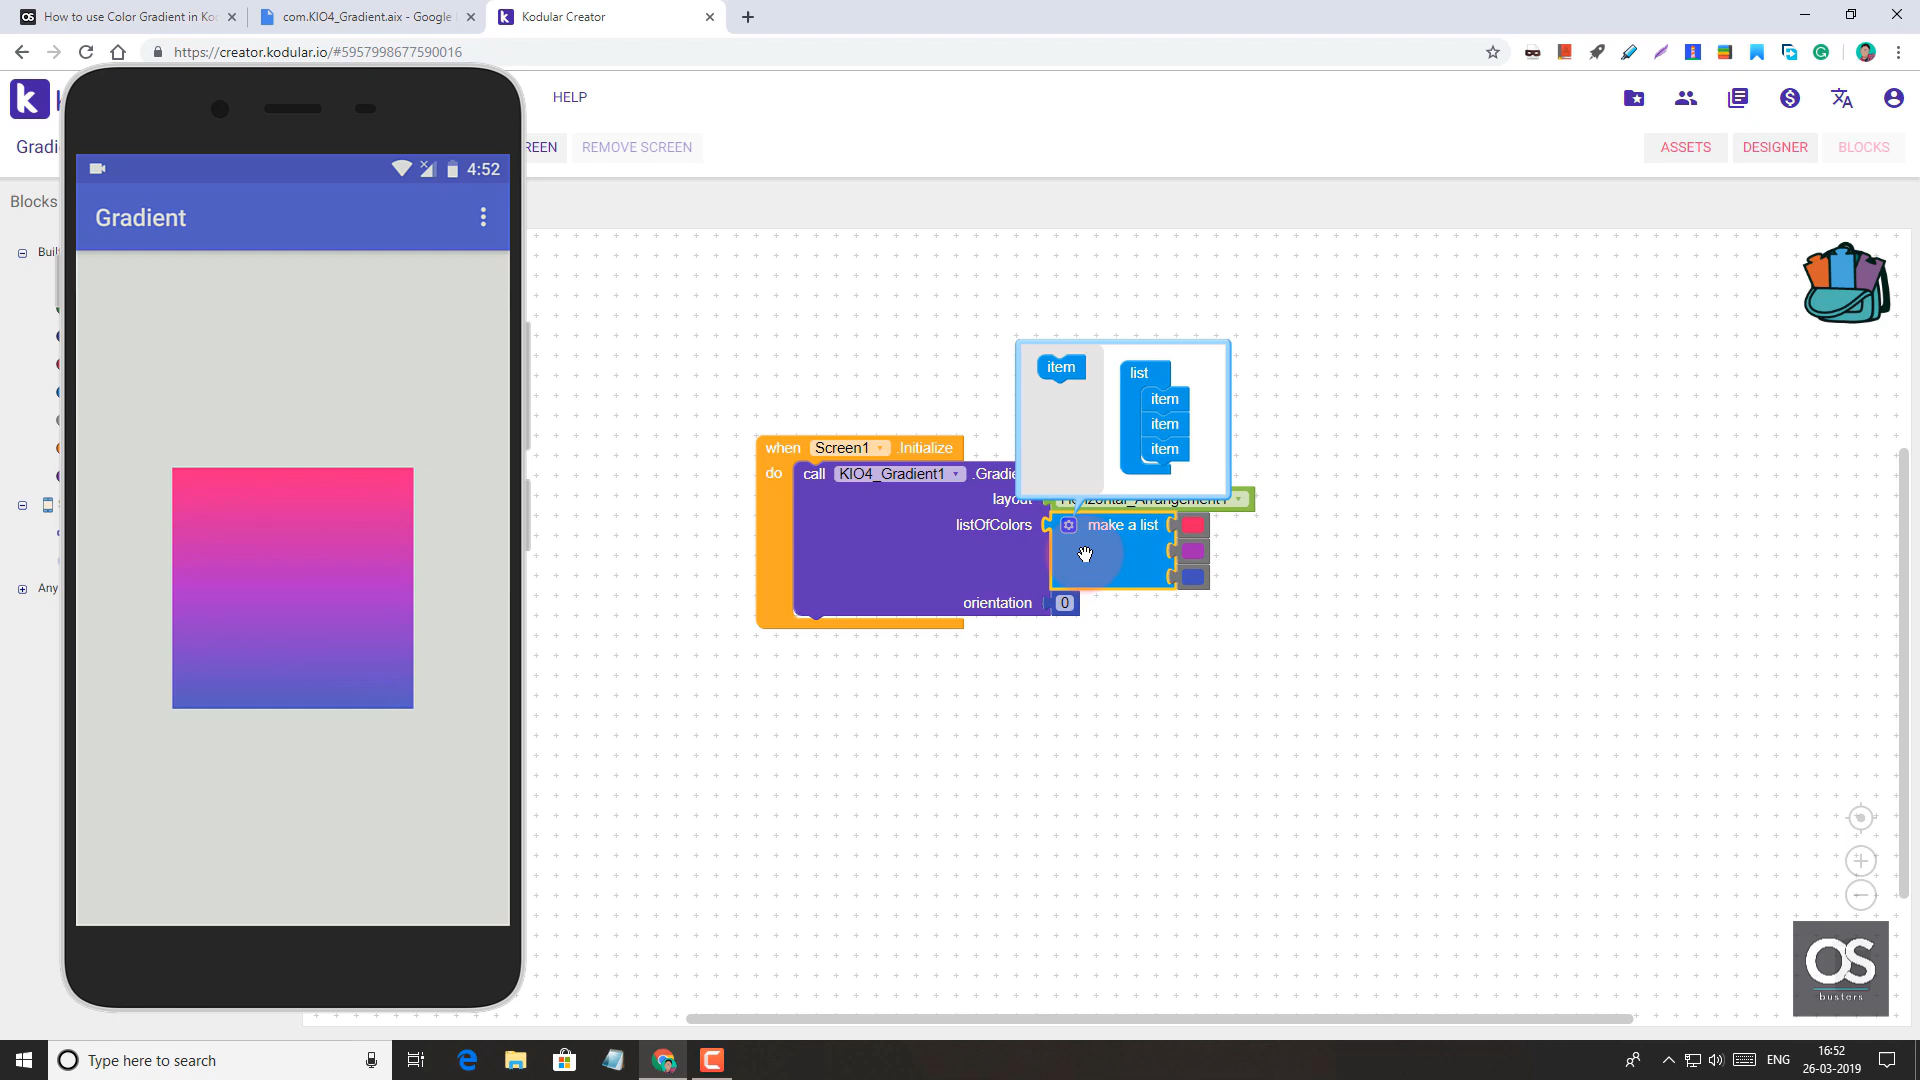 How to use Color Gradient in Ko
com.KIO4_Gradient.aix - Google
Kodular Creator
https://creator.kodular.io/#5957998677590016
HELP
Gradi
REEN
REMOVE SCREEN
ASSETS
DESIGNER
BLOCKS
Blocks
Buil
Any
4:52
Gradient
item
list
item
item
item
when Screen1 .Initialize
do call KIO4_Gradient1 .Gradie
layout Horizontal_Arrangement1
listOfColors make a list
orientation 0
OS
busters
Type here to search
ENG
16:52
26-03-2019